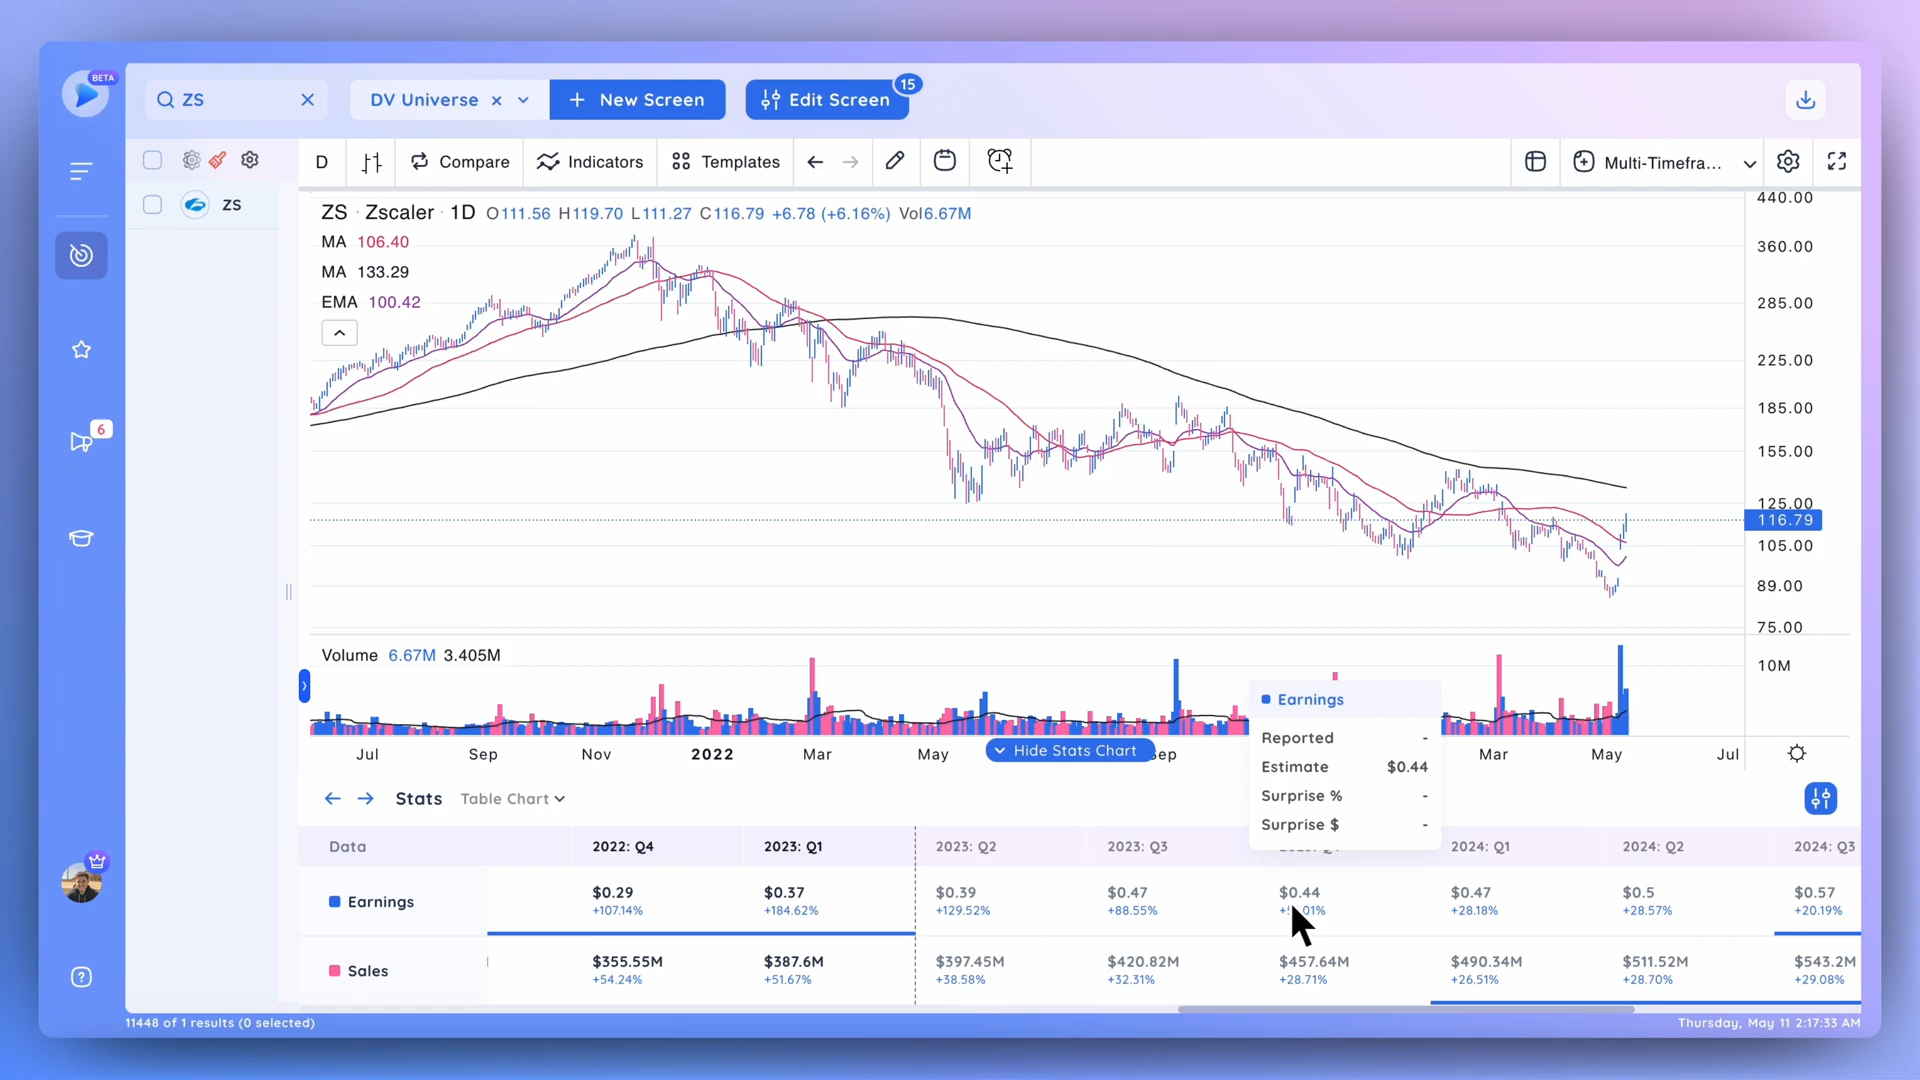 BETA
ZS
DV Universe
New Screen
Edit Screen
15
D
Compare
Indicators
Templates
Multi-Timefra...
ZS
ZS · Zscaler · 1D O111.56 H119.70 L111.27 C116.79 +6.78 (+6.16%) Vol6.67M
MA 106.40
MA 133.29
EMA 100.42
440.00
360.00
285.00
225.00
185.00
155.00
125.00
116.79
105.00
89.00
75.00
6
Volume 6.67M 3.405M
10M
Jul
Sep
Nov
2022
Mar
May
Hide Stats Chart
Mar
May
Jul
Earnings
Reported -
Estimate $0.44
Surprise % -
Surprise $ -
Stats Table Chart
Data 2022: Q4 2023: Q1 2023: Q2 2023: Q3 2024: Q1 2024: Q2 2024: Q3
Earnings
$0.29 $0.37 $0.39 $0.47 $0.44 $0.47 $0.5 $0.57
+107.14% +184.62% +129.52% +88.55% +28.18% +28.57% +20.19%
Sales
$355.55M $387.6M $397.45M $420.82M $457.64M $490.34M $511.52M $543.2M
+54.24% +51.67% +38.58% +32.31% +28.71% +26.51% +28.70% +29.08%
11448 of 1 results (0 selected)
Thursday, May 11 2:17:33 AM